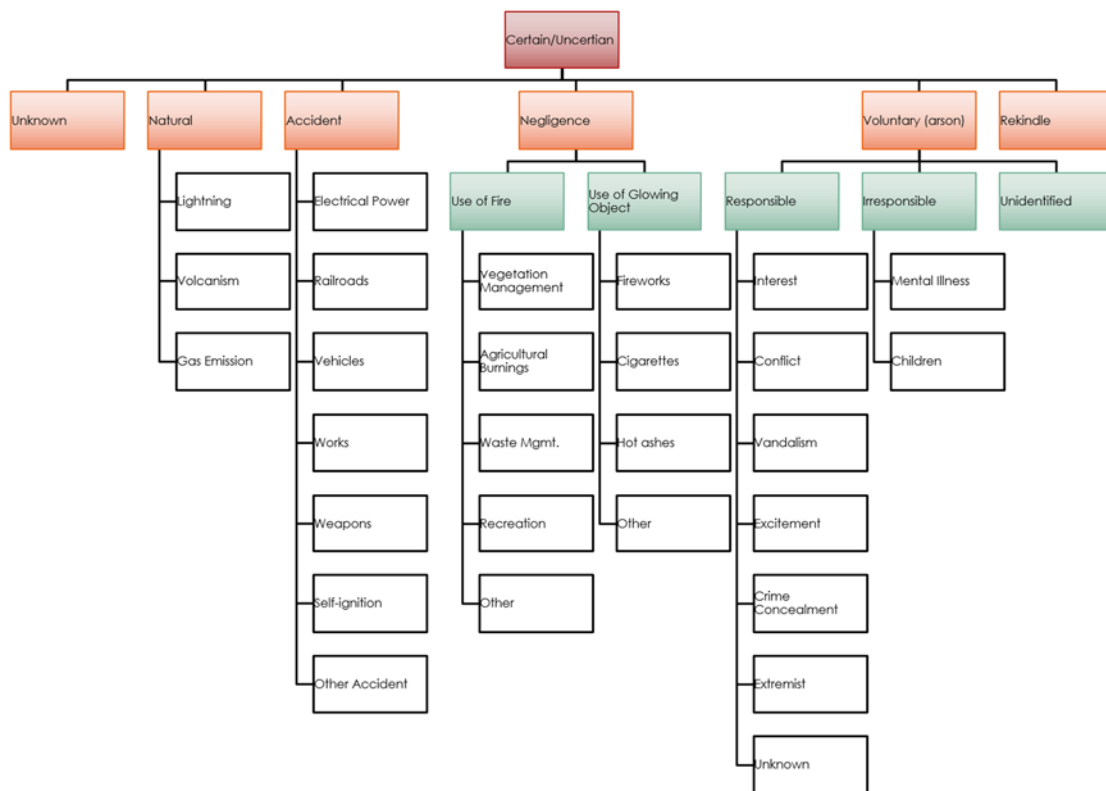 Certain/Uncertian
Unknown
Natural
Accident
Negligence
Voluntary (arson)
Rekindle
Use of Fire
Use of Glowing
Object
Responsible
Irresponsible
Unidentified
Lightning
Volcanism
Gas Emission
Electrical Power
Railroads
Vehicles
Works
Weapons
Self-ignition
Other Accident
Vegetation
Management
Agricultural
Burnings
Waste Mgmt.
Recreation
Other
Fireworks
Cigarettes
Hot ashes
Other
Interest
Conflict
Vandalism
Excitement
Crime
Concealment
Extremist
Unknown
Mental Illness
Children